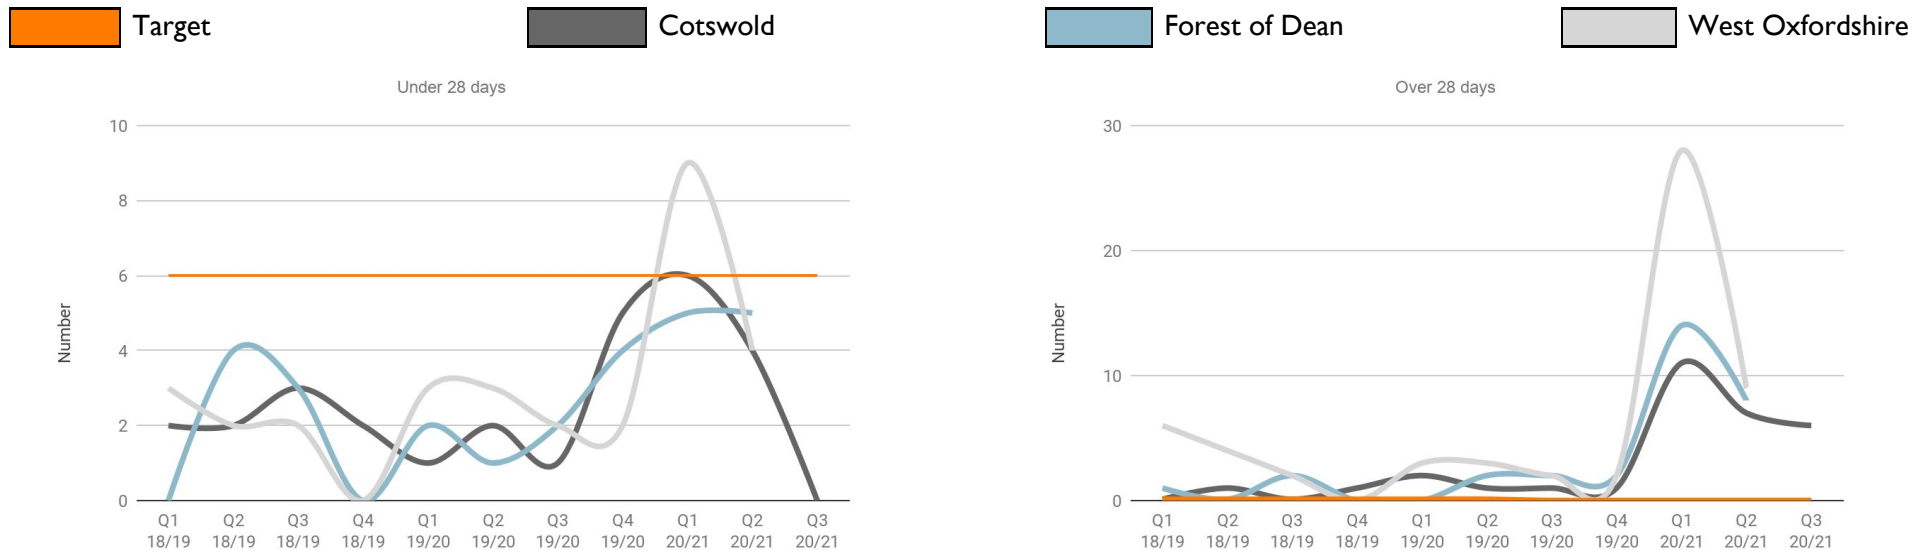 Target
Cotswold
Forest of Dean
West Oxfordshire
Under 28 days
10
8
6
4
2
0
Number
Q1 Q2 Q3 Q4 Q1 Q2 Q3 Q4 Q1 Q2 Q3
18/19 18/19 18/19 18/19 19/20 19/20 19/20 19/20 20/21 20/21 20/21
Over 28 days
30
20
10
0
Number
Q1 Q2 Q3 Q4 Q1 Q2 Q3 Q4 Q1 Q2 Q3
18/19 18/19 18/19 18/19 19/20 19/20 19/20 19/20 20/21 20/21 20/21